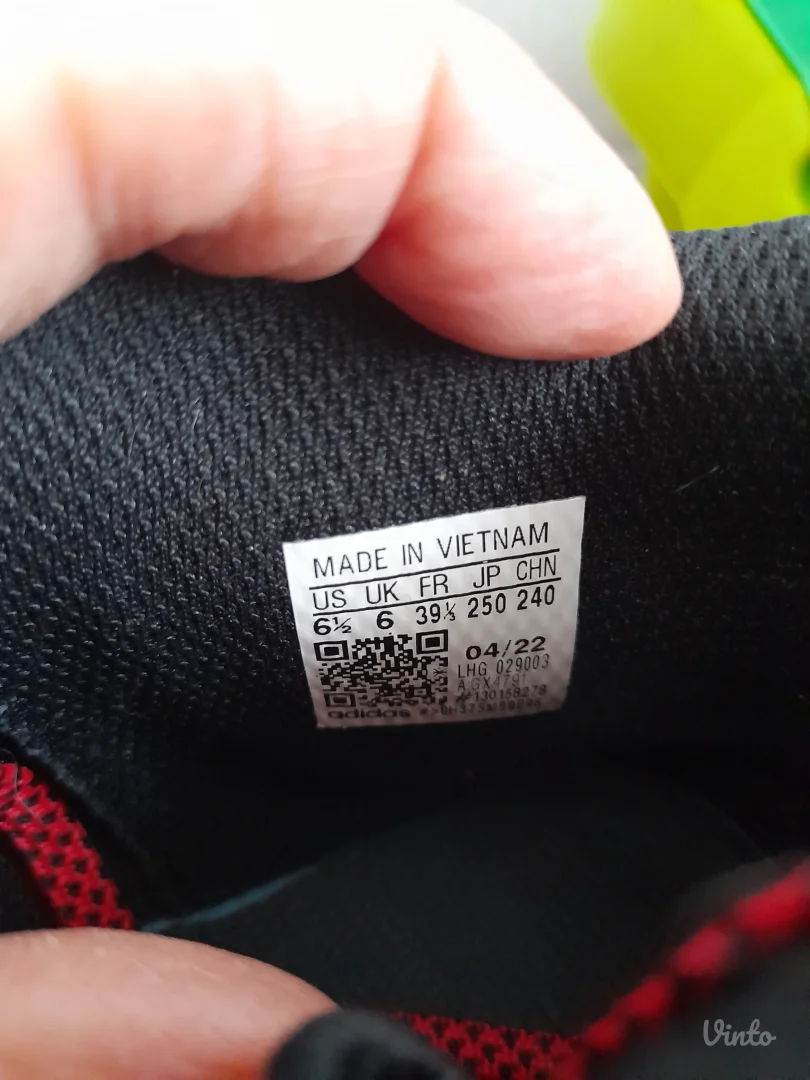 MADE IN VIETNAM
US UK FR JP CHN
6½ 6 39⅓ 250 240
04/22
LHG 029003
adidas
Vinto